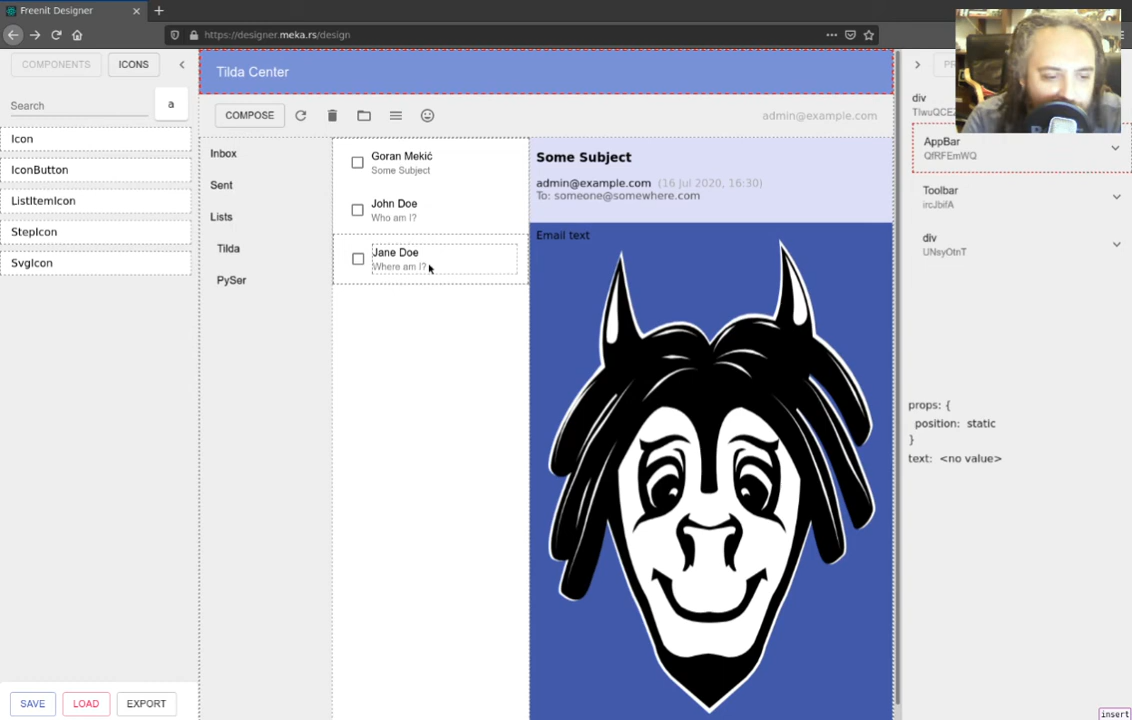 Freenit Designer
https://designer.meka.rs/design
COMPONENTS
ICONS
Search
a
Icon
IconButton
ListItemIcon
StepIcon
SvgIcon
SAVE
LOAD
EXPORT
Tilda Center
COMPOSE
admin@example.com
Inbox
Sent
Lists
Tilda
PySer
Goran Mekić
Some Subject
John Doe
Who am I?
Jane Doe
Where am I?
Some Subject
admin@example.com (16 Jul 2020, 16:30)
To: someone@somewhere.com
Email text
div
AppBar
QfRFEmWQ
Toolbar
ircJbifA
div
UNsyOtnT
props: {
position: static
}
text: <no value>
insert